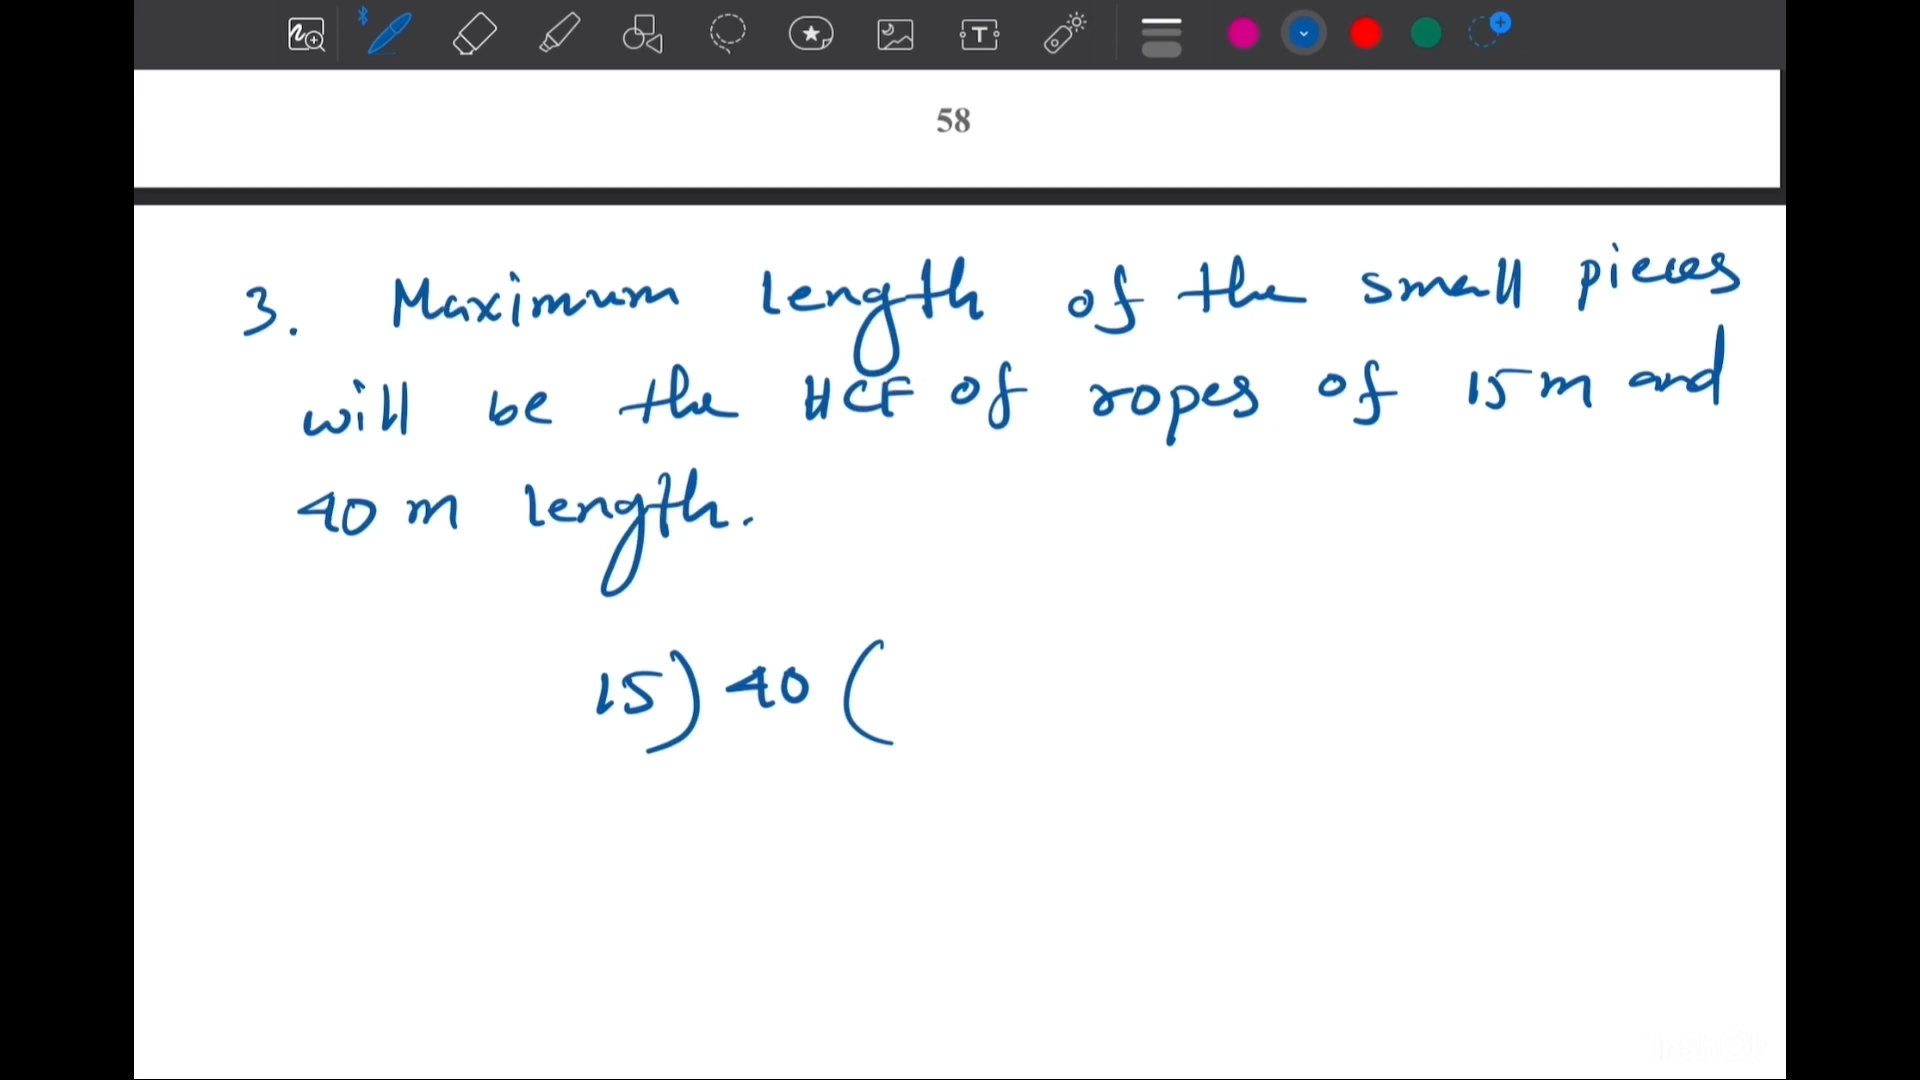 58
3. Maximum length of the small pieces
will be the HCF of ropes of 15 m and
40 m length.
15) 40 (